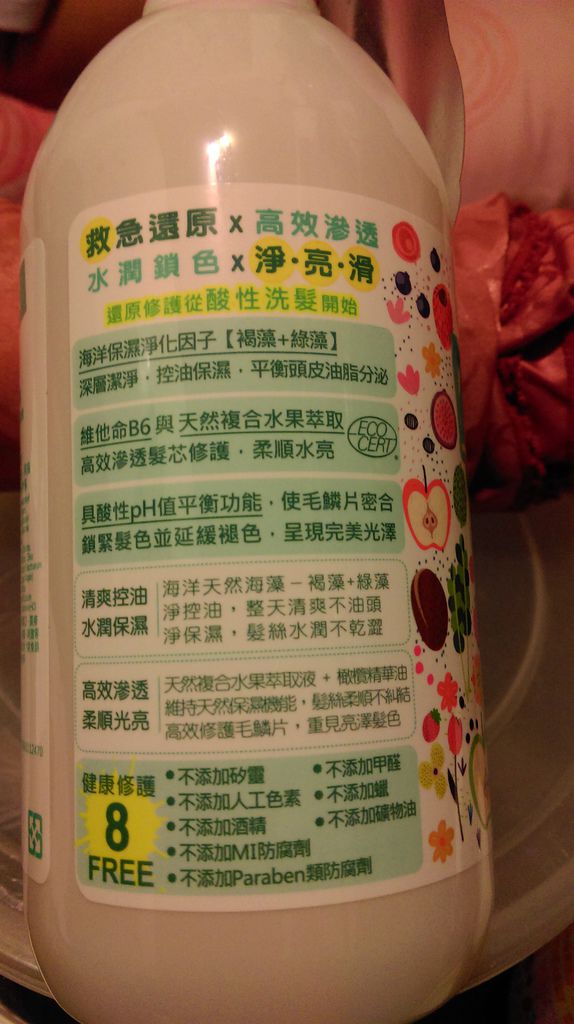 救急還原 x 高效滲透
水潤鎖色 x 淨·亮·滑
還原修護從酸性洗髮開始
海洋保濕淨化因子【褐藻+綠藻】
深層潔淨．控油保濕．平衡頭皮油脂分泌
維他命B6 與 天然複合水果萃取
高效滲透髮芯修護．柔順水亮
ECO CERT
具酸性pH值平衡功能．使毛鱗片密合
鎖緊髮色並延緩褪色．呈現完美光澤
清爽控油
水潤保濕
海洋天然海藻－褐藻+綠藻
淨控油，整天清爽不油頭
淨保濕，髮絲水潤不乾澀
高效滲透
柔順光亮
天然複合水果萃取液 + 橄欖精華油
維持天然保濕機能，髮絲柔順不糾結
高效修護毛鱗片，重見亮澤髮色
健康修護
8
FREE
•不添加矽靈
•不添加人工色素
•不添加酒精
•不添加MI防腐劑
•不添加Paraben類防腐劑
•不添加甲醛
•不添加蠟
•不添加礦物油